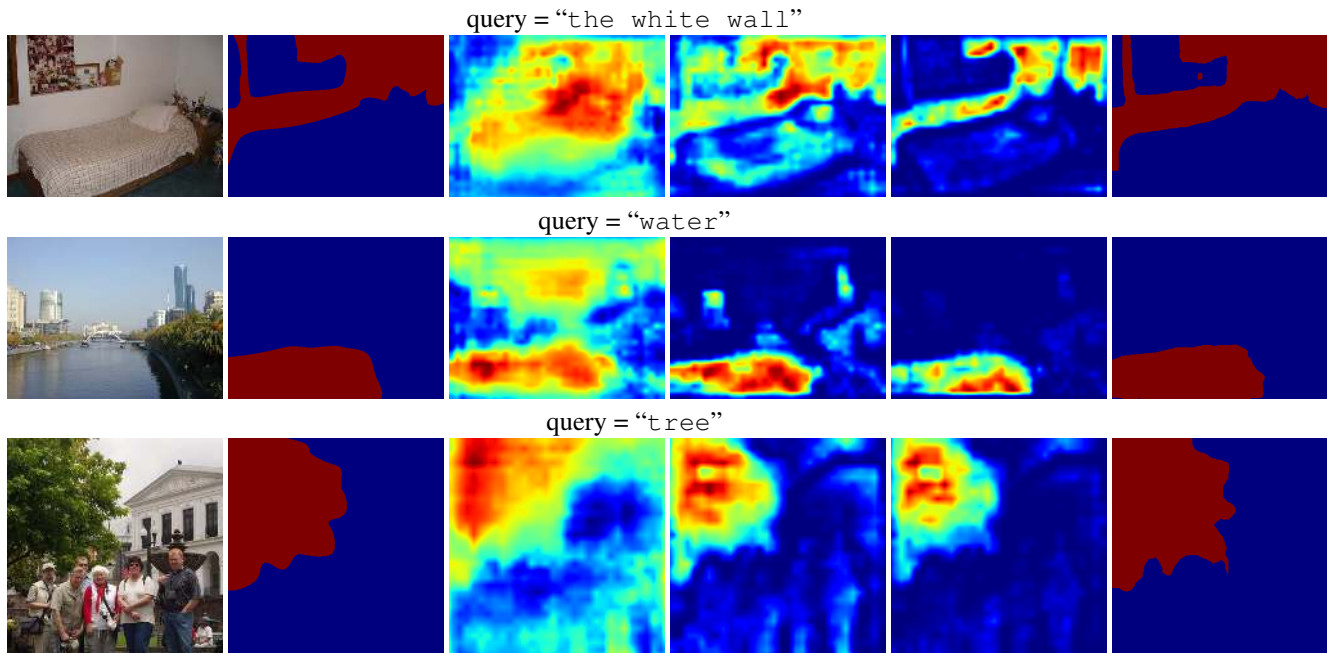 query = “the white wall”
query = “water”
query = “tree”